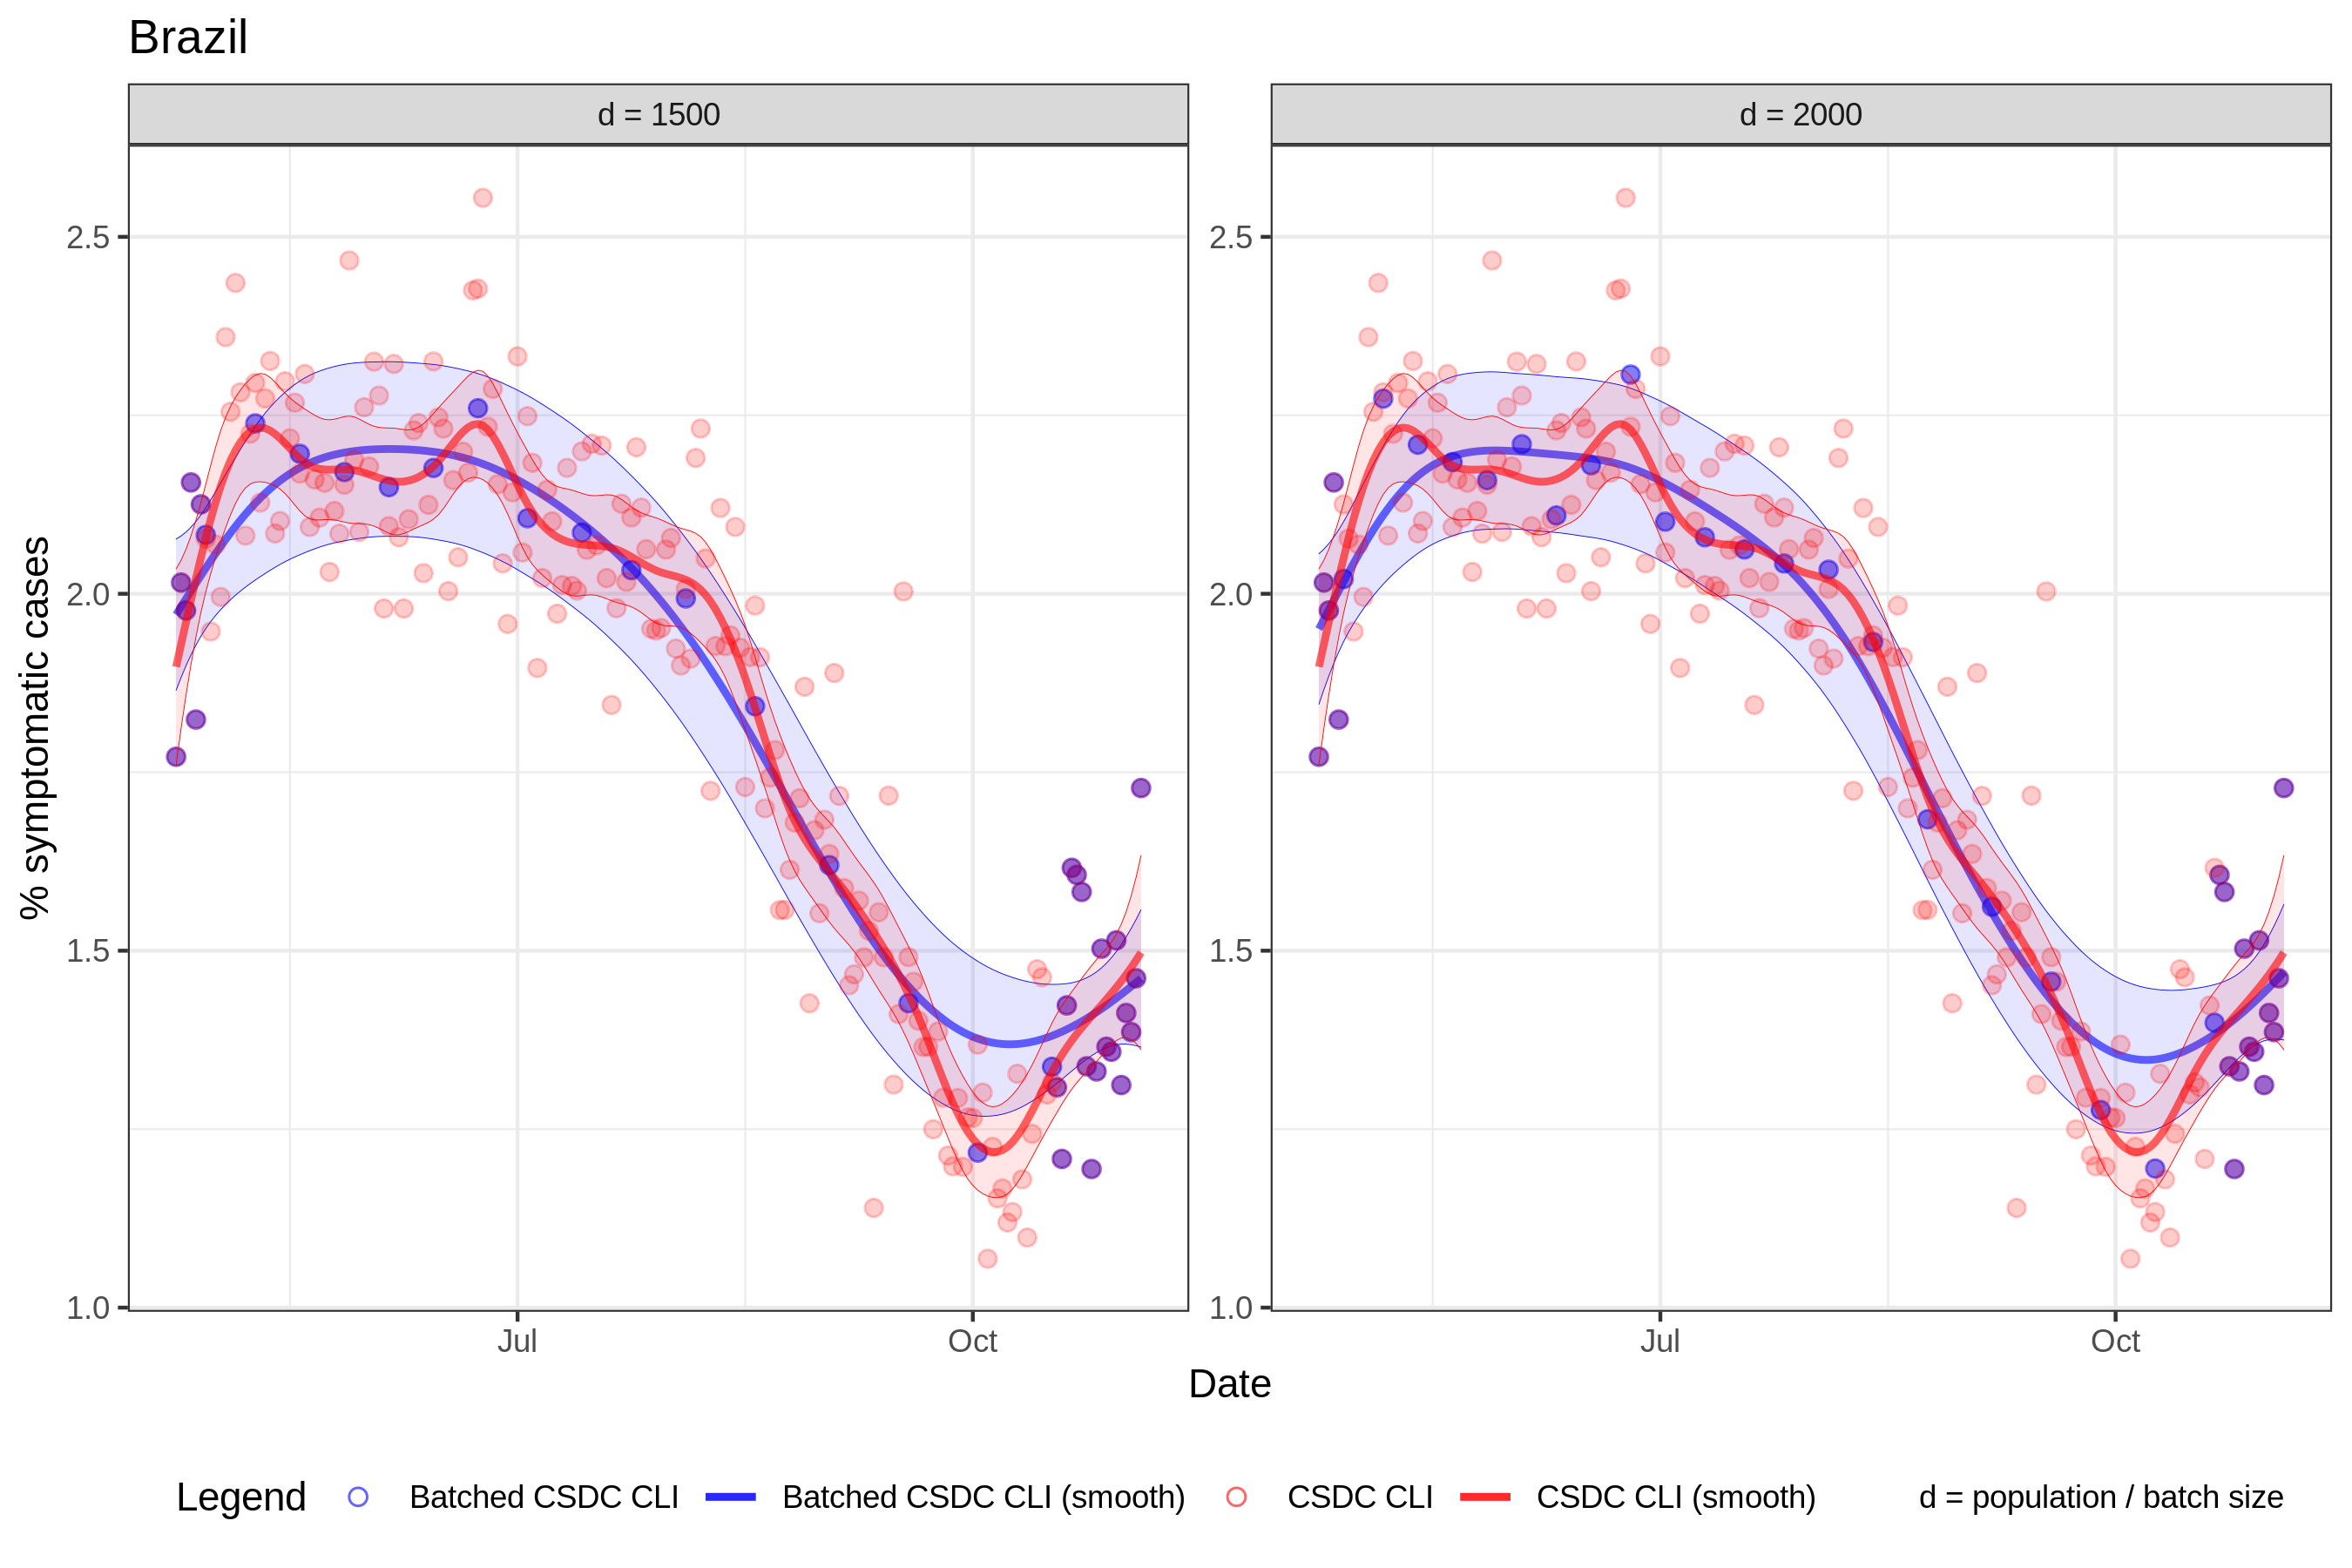 Brazil
d = 1500
d = 2000
% symptomatic cases
2.5
2.0
1.5
1.0
2.5
2.0
1.5
1.0
Jul
Oct
Jul
Oct
Date
Legend
Batched CSDC CLI
Batched CSDC CLI (smooth)
CSDC CLI
CSDC CLI (smooth)
d = population / batch size